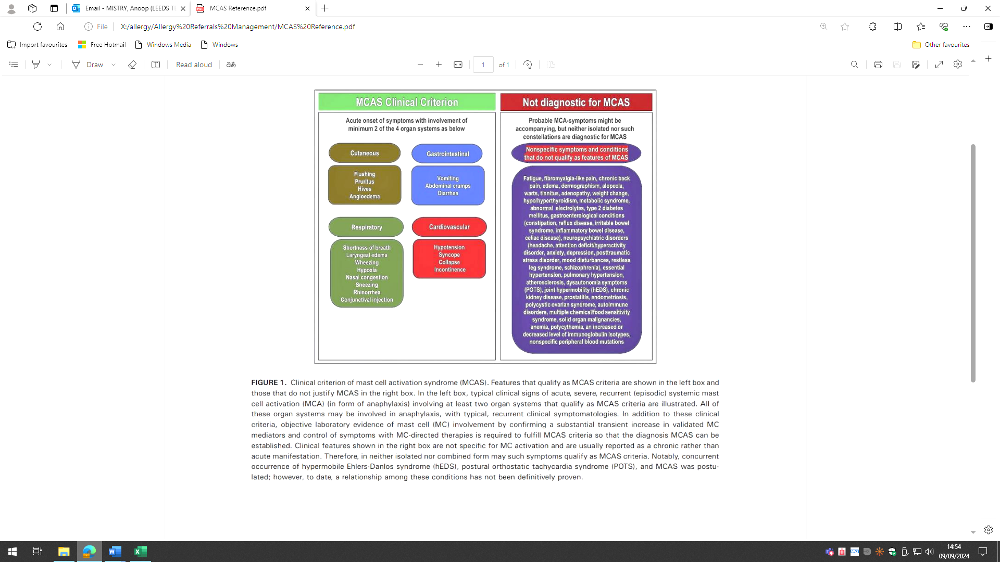 Email - MISTRY, Anoop (LEEDS TE
MCAS Reference.pdf
File
X:/allergy/Allergy%20Referrals%20Management/MCAS%20Reference.pdf
Import favourites
Free Hotmail
Windows Media
Windows
Other favourites
Draw
Read aloud
aあ
1
of 1
MCAS Clinical Criterion
Acute onset of symptoms with involvement of
minimum 2 of the 4 organ systems as below
Cutaneous
Flushing
Pruritus
Hives
Angioedema
Gastrointestinal
Vomiting
Abdominal cramps
Diarrhea
Respiratory
Shortness of breath
Laryngeal edema
Wheezing
Hypoxia
Nasal congestion
Sneezing
Rhinorrhea
Conjunctival injection
Cardiovascular
Hypotension
Syncope
Collapse
Incontinence
Not diagnostic for MCAS
Probable MCA-symptoms might be
accompanying, but neither isolated nor such
constellations are diagnostic for MCAS
Nonspecific symptoms and conditions
that do not qualify as features of MCAS
Fatigue, fibromyalgia-like pain, chronic back
pain, edema, dermographism, alopecia,
warts, tinnitus, adenopathy, weight change,
hypo/hyperthyroidism, metabolic syndrome,
abnormal electrolytes, type 2 diabetes
mellitus, gastroenterological conditions
(constipation, reflux disease, irritable bowel
syndrome, inflammatory bowel disease,
celiac disease), neuropsychiatric disorders
(headache, attention deficit/hyperactivity
disorder, anxiety, depression, posttraumatic
stress disorder, mood disturbances, restless
leg syndrome, schizophrenia), essential
hypertension, pulmonary hypertension,
atherosclerosis, dysautonomia symptoms
(POTS), joint hypermobility (hEDS), chronic
kidney disease, prostatitis, endometriosis,
polycystic ovarian syndrome, autoimmune
disorders, multiple chemical/food sensitivity
syndrome, solid organ malignancies,
anemia, polycythemia, an increased or
decreased level of immunoglobulin isotypes,
nonspecific peripheral blood mutations
FIGURE 1. Clinical criterion of mast cell activation syndrome (MCAS). Features that qualify as MCAS criteria are shown in the left box and
those that do not justify MCAS in the right box. In the left box, typical clinical signs of acute, severe, recurrent (episodic) systemic mast
cell activation (MCA) (in form of anaphylaxis) involving at least two organ systems that qualify as MCAS criteria are illustrated. All of
these organ systems may be involved in anaphylaxis, with typical, recurrent clinical symptomatologies. In addition to these clinical
criteria, objective laboratory evidence of mast cell (MC) involvement by confirming a substantial transient increase in validated MC
mediators and control of symptoms with MC-directed therapies is required to fulfill MCAS criteria so that the diagnosis MCAS can be
established. Clinical features shown in the right box are not specific for MC activation and are usually reported as a chronic rather than
acute manifestation. Therefore, in neither isolated nor combined form may such symptoms qualify as MCAS criteria. Notably, concurrent
occurrence of hypermobile Ehlers-Danlos syndrome (hEDS), postural orthostatic tachycardia syndrome (POTS), and MCAS was postu-
lated; however, to date, a relationship among these conditions has not been definitively proven.
NHS
14:54
09/09/2024